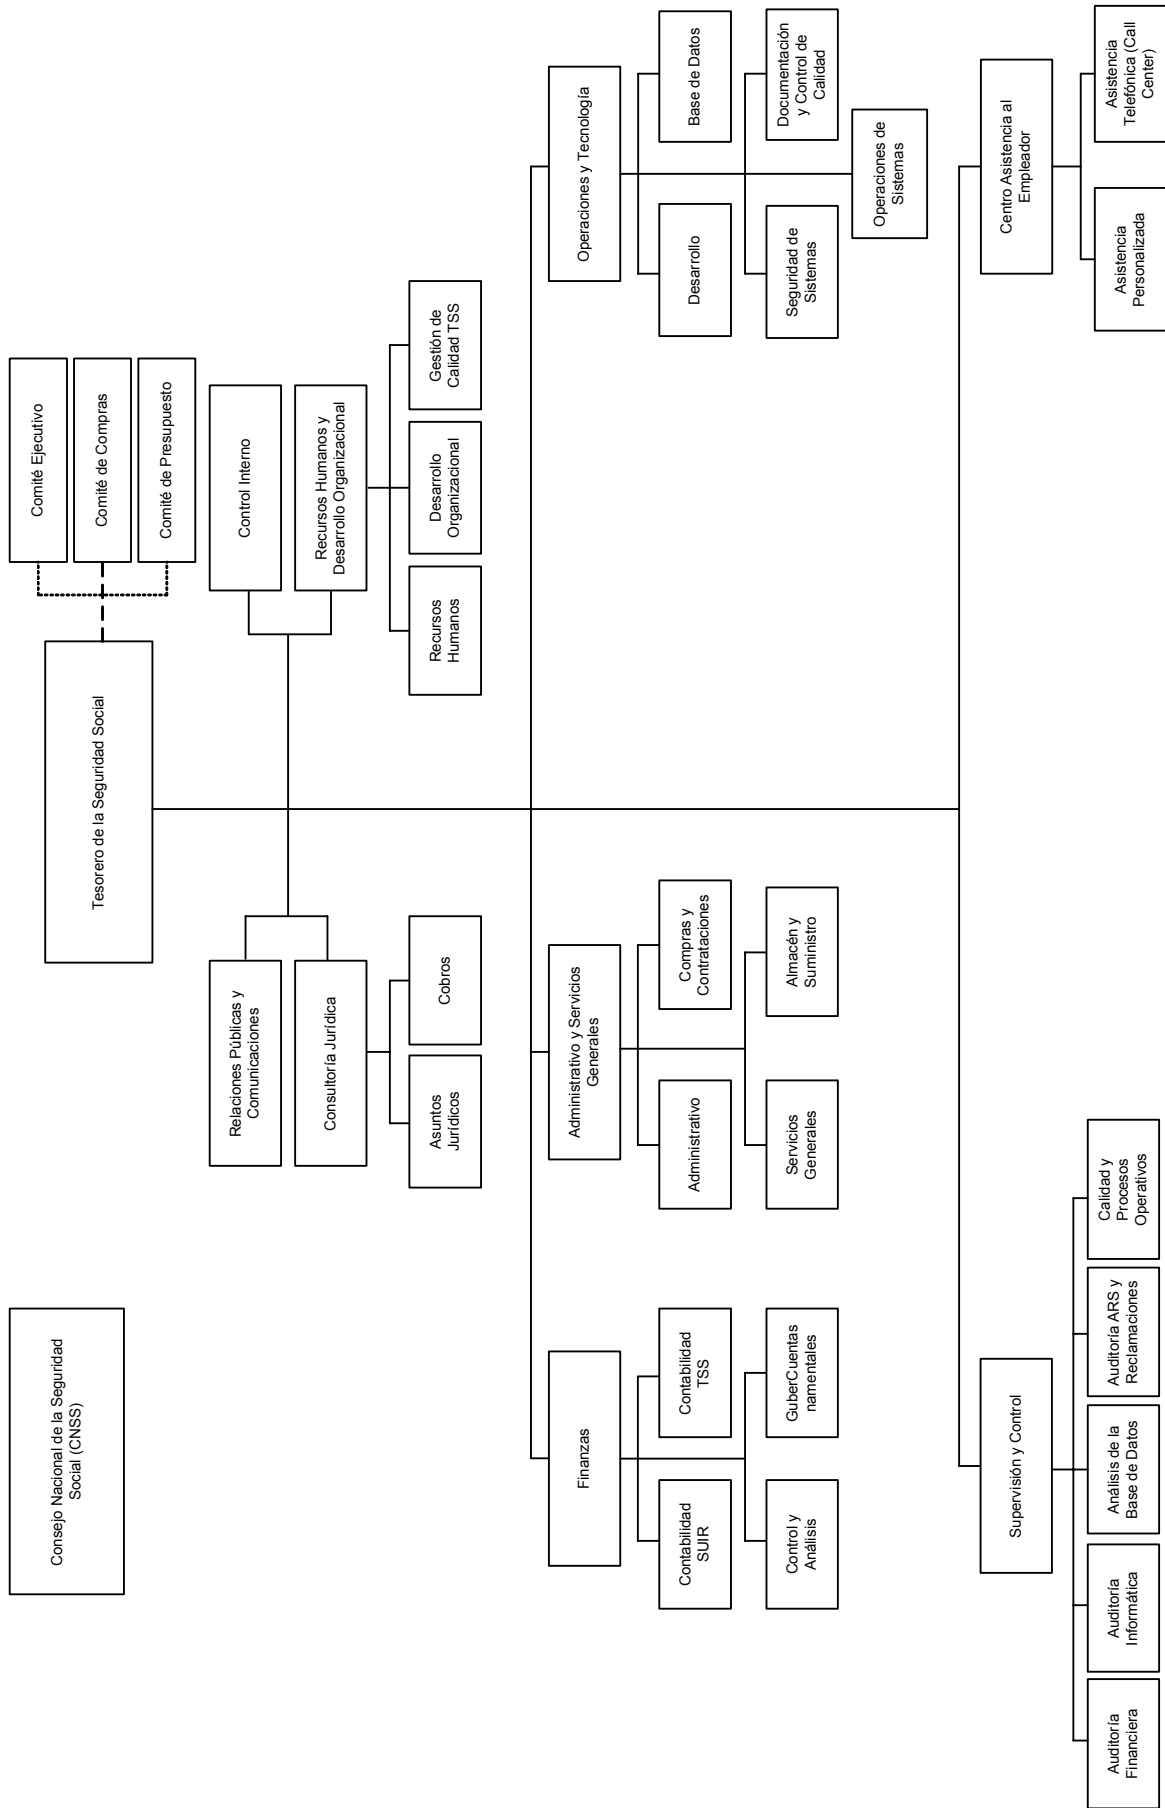 Consejo Nacional de la Seguridad
Social (CNSS)
Tesorero de la Seguridad Social
Comité Ejecutivo
Comité de Compras
Comité de Presupuesto
Relaciones Públicas y
Comunicaciones
Control Interno
Consultoría Jurídica
Recursos Humanos y
Desarrollo Organizacional
Asuntos
Jurídicos
Cobros
Recursos
Humanos
Desarrollo
Organizacional
Gestión de
Calidad TSS
Finanzas
Administrativo y Servicios
Generales
Operaciones y Tecnología
Contabilidad
SUIR
Contabilidad
TSS
Administrativo
Compras y
Contrataciones
Desarrollo
Base de Datos
Control y
Análisis
GuberCuentas
namentales
Servicios
Generales
Almacén y
Suministro
Seguridad de
Sistemas
Documentación
y Control de
Calidad
Operaciones de
Sistemas
Supervisión y Control
Centro Asistencia al
Empleador
Auditoría
Financiera
Auditoría
Informática
Análisis de la
Base de Datos
Auditoría ARS y
Reclamaciones
Calidad y
Procesos
Operativos
Asistencia
Personalizada
Asistencia
Telefónica (Call
Center)